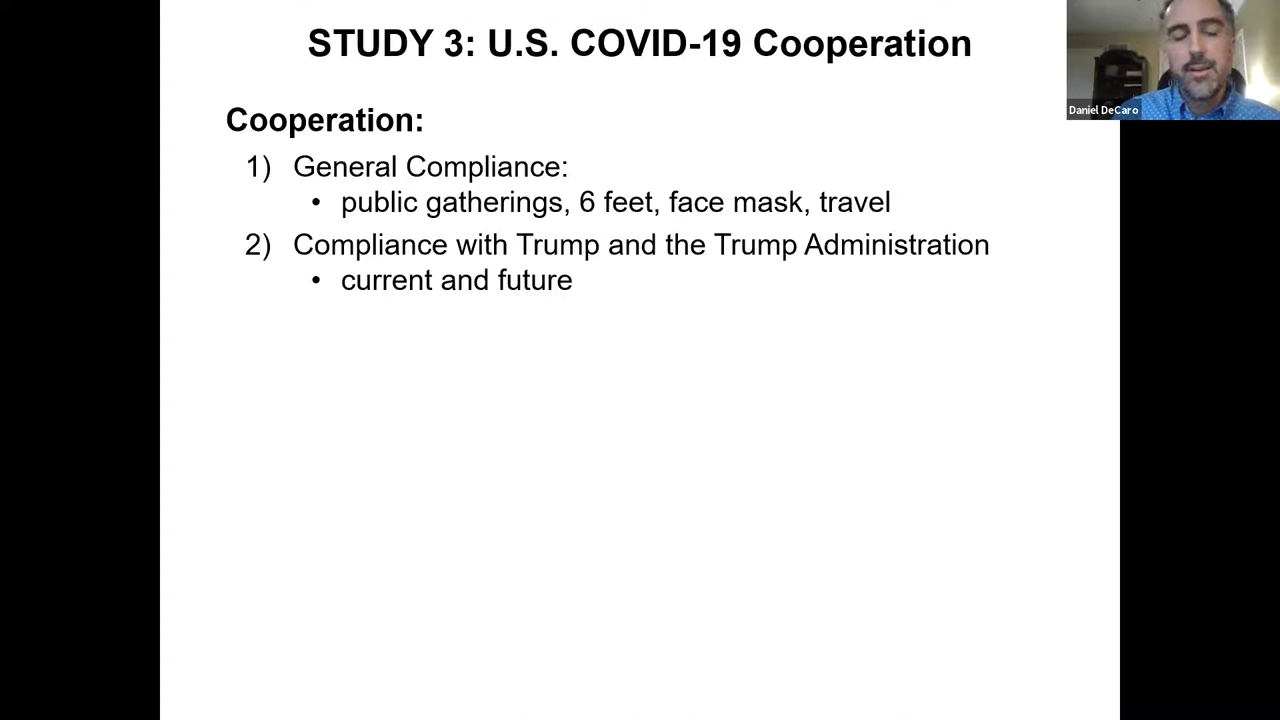 STUDY 3: U.S. COVID-19 Cooperation
Daniel DeCaro
Cooperation:
1) General Compliance:
• public gatherings, 6 feet, face mask, travel
2) Compliance with Trump and the Trump Administration
• current and future